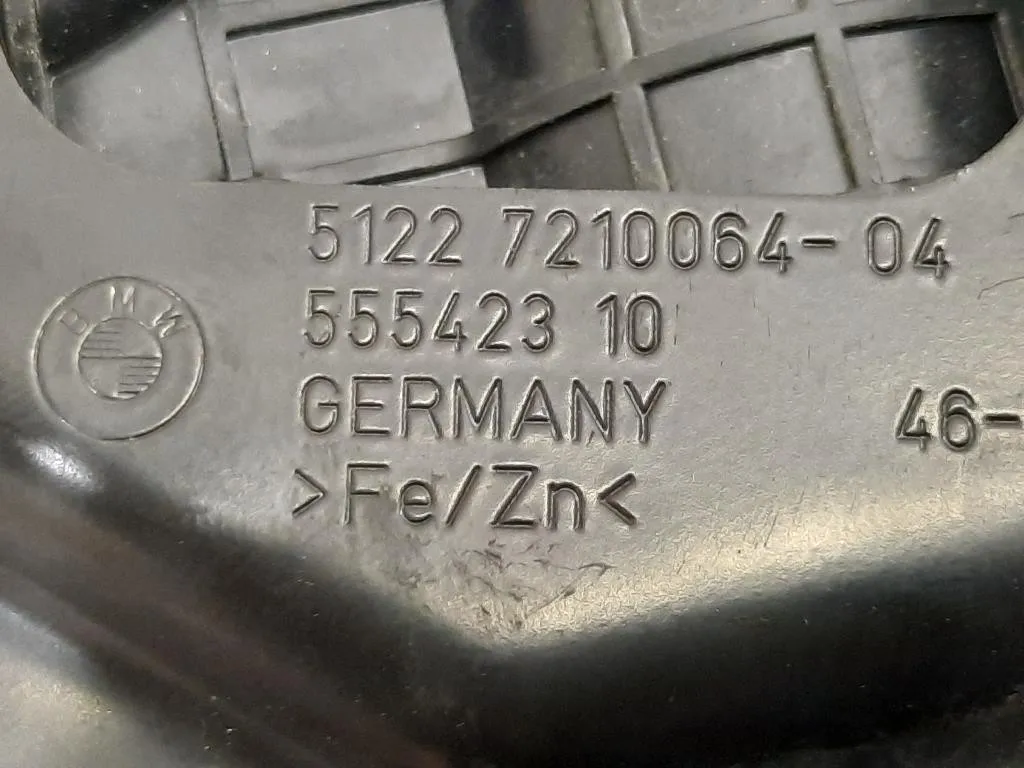 5122 7210064-04
BMW
555423 10
GERMANY
46-
>Fe/Zn<